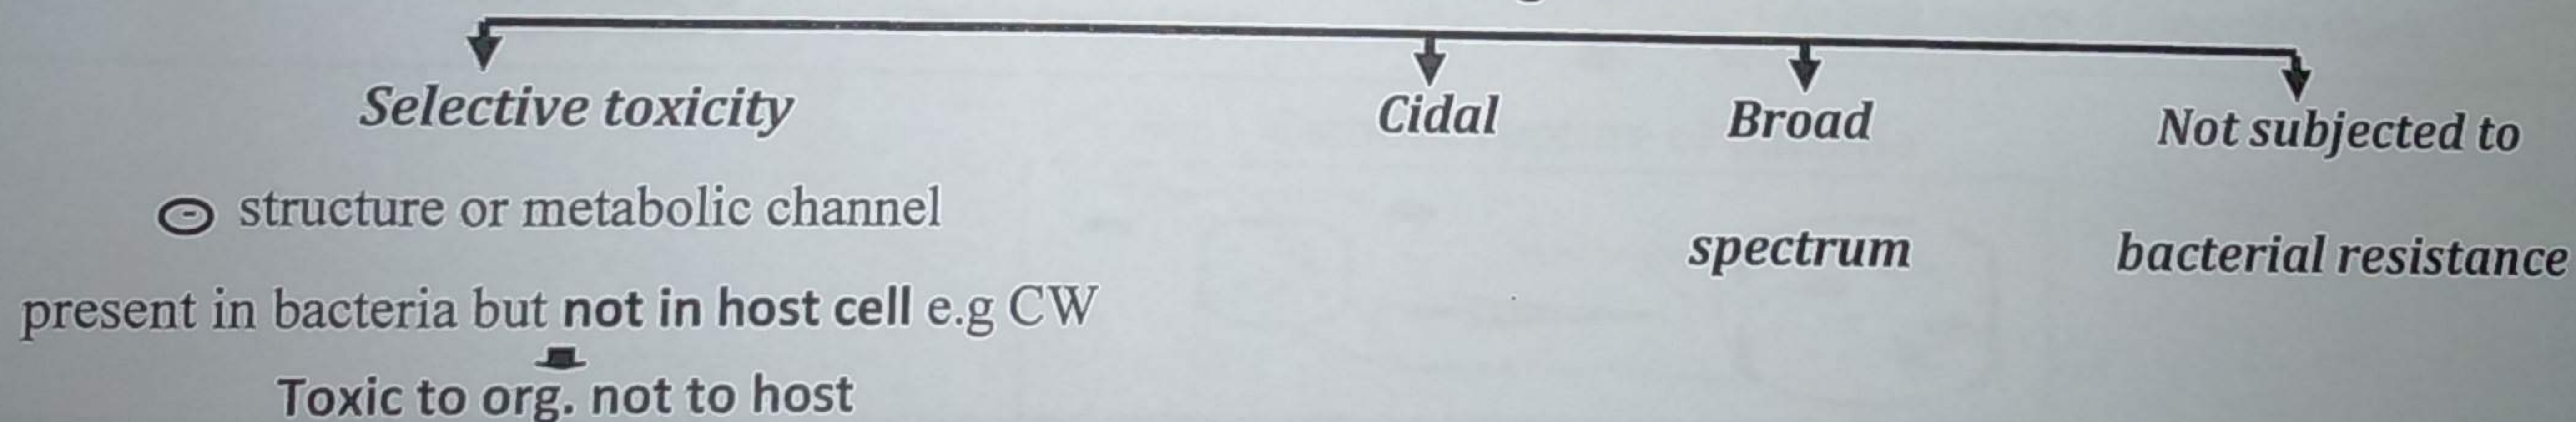 Selective toxicity
⊖ structure or metabolic channel
present in bacteria but not in host cell e.g CW
Toxic to org. not to host
Cidal
Broad
spectrum
Not subjected to
bacterial resistance